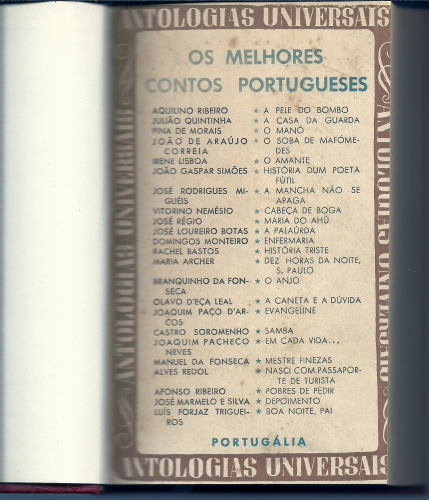 ANTOLOGIAS UNIVERSAIS
OS MELHORES
CONTOS PORTUGUESES
AQUILINO RIBEIRO ★ A PELE DO BOMBO
JULIÃO QUINTINHA ★ A CASA DA GUARDA
PINA DE MORAIS ★ O MANÓ
JOÃO DE ARAÚJO ★ O SOBA DE MAFÓME-
CORREIA DES
IRENE LISBOA ★ O AMANTE
JOÃO GASPAR SIMÕES ★ HISTÓRIA DUM POETA
FÚTIL
JOSÉ RODRIGUES MI- ★ A MANCHA NÃO SE
GUÉIS APAGA
VITORINO NEMÉSIO ★ CABEÇA DE BOGA
JOSÉ RÉGIO ★ MARIA DO AHÚ
JOSÉ LOUREIRO BOTAS ★ A PALAÚRDA
DOMINGOS MONTEIRO ★ ENFERMARIA
RACHEL BASTOS ★ HISTÓRIA TRISTE
MARIA ARCHER ★ DEZ HORAS DA NOITE,
S. PAULO
BRANQUINHO DA FON- ★ O ANJO
SECA
OLAVO D'EÇA LEAL ★ A CANETA E A DÚVIDA
JOAQUIM PAÇO D'AR- ★ EVANGELINE
COS
CASTRO SOROMENHO ★ SAMBA
JOAQUIM PACHECO ★ EM CADA VIDA...
NEVES
MANUEL DA FONSECA ★ MESTRE FINEZAS
ALVES REDOL ★ NASCI COM PASSAPOR-
TE DE TURISTA
AFONSO RIBEIRO ★ POBRES DE PEDIR
JOSÉ MARMELO E SILVA ★ DEPOIMENTO
LUÍS FORJAZ TRIGUEI- ★ BOA NOITE, PAI
ROS
PORTUGÁLIA
ANTOLOGIAS UNIVERSAIS
ANTOLOGIAS UNIVERSAIS
ANTOLOGIAS UNIVERSAIS